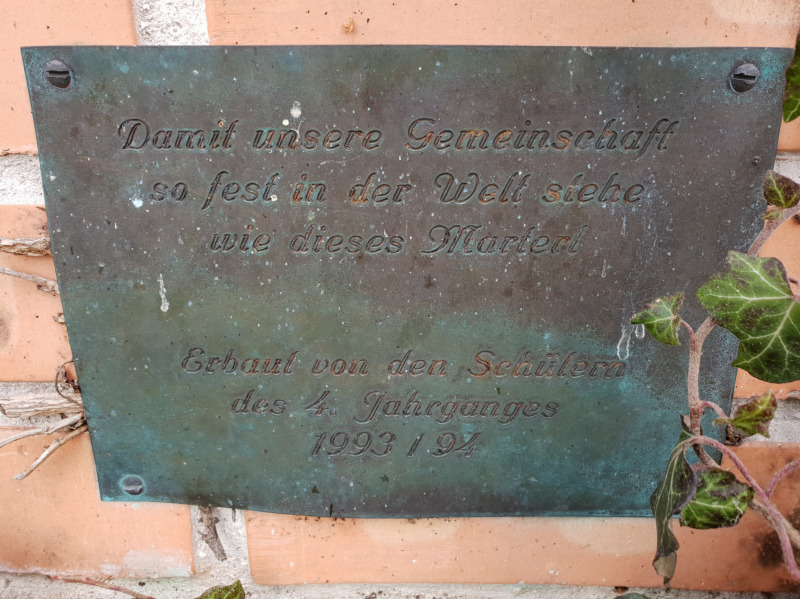 Damit unsere Gemeinschaft
so fest in der Welt stehe
wie dieses Marterl
Erbaut von den Schülern
des 4. Jahrganges
1993 / 94